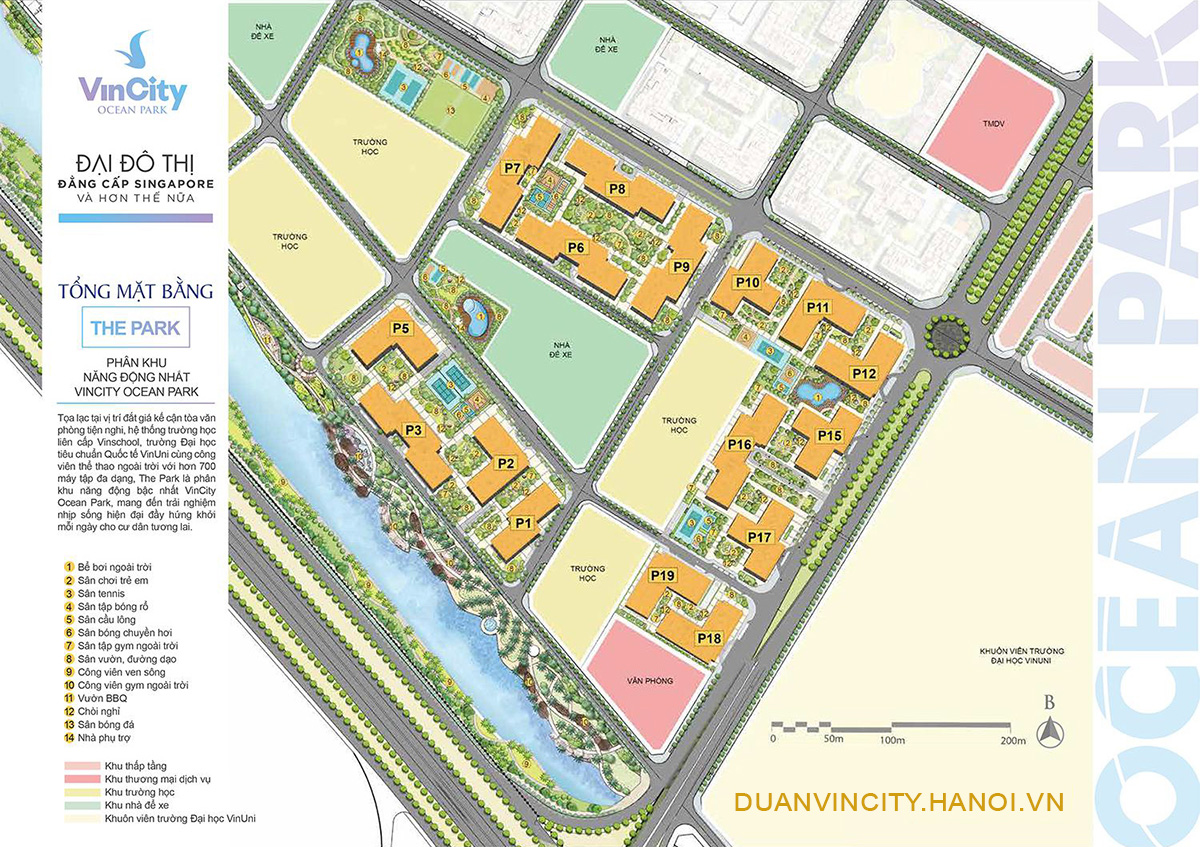 VinCity
OCEAN PARK
ĐẠI ĐÔ THỊ
ĐẲNG CẤP SINGAPORE
VÀ HƠN THẾ NỮA
TỔNG MẶT BẰNG
THE PARK
PHÂN KHU
NĂNG ĐỘNG NHẤT
VINCITY OCEAN PARK
Tọa lạc tại vị trí đất giá kế cận tòa văn
phòng tiện nghi, hệ thống trường học
liên cấp Vinschool, trường Đại học
tiêu chuẩn Quốc tế VinUni cùng công
viên thể thao ngoài trời với hơn 700
máy tập đa dạng, The Park là phân
khu năng động bậc nhất VinCity
Ocean Park, mang đến trải nghiệm
nhịp sống hiện đại đầy hứng khởi
mỗi ngày cho cư dân tương lai.
1 Bể bơi ngoài trời
2 Sân chơi trẻ em
3 Sân tennis
4 Sân tập bóng rổ
5 Sân cầu lông
6 Sân bóng chuyền hơi
7 Sân tập gym ngoài trời
8 Sân vườn, đường dạo
9 Công viên ven sông
10 Công viên gym ngoài trời
11 Vườn BBQ
12 Chòi nghỉ
13 Sân bóng đá
14 Nhà phụ trợ
Khu thấp tầng
Khu thương mại dịch vụ
Khu trường học
Khu nhà để xe
Khuôn viên trường Đại học VinUni
NHÀ
ĐỂ XE
NHÀ
ĐỂ XE
TMDV
TRƯỜNG
HỌC
TRƯỜNG
HỌC
P7
P8
P6
P9
P10
P11
P12
P5
NHÀ
ĐỂ XE
P3
P2
P1
TRƯỜNG
HỌC
P16
P15
P17
TRƯỜNG
HỌC
P19
P18
VĂN PHÒNG
KHUÔN VIÊN TRƯỜNG
ĐẠI HỌC VINUNI
B
0 50m 100m 200m
DUANVINCITY.HANOI.VN
OCEAN PARK